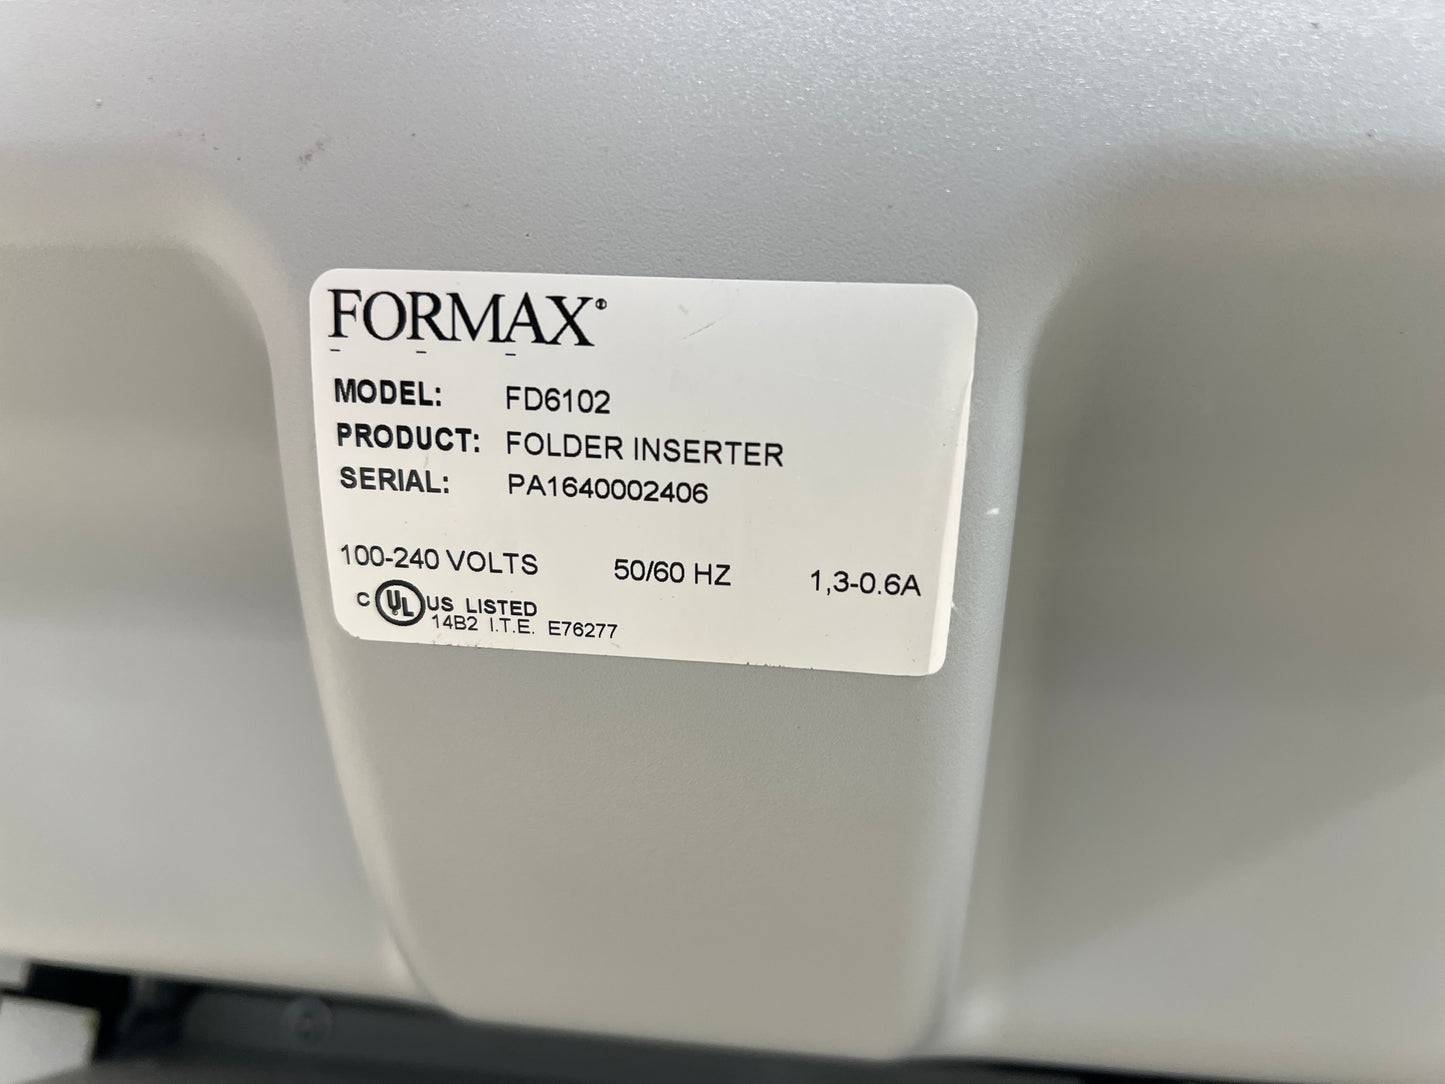 FORMAX®
MODEL: FD6102
PRODUCT: FOLDER INSERTER
SERIAL: PA1640002406
100-240 VOLTS 50/60 HZ 1,3-0.6A
C UL US LISTED
14B2 I.T.E. E76277